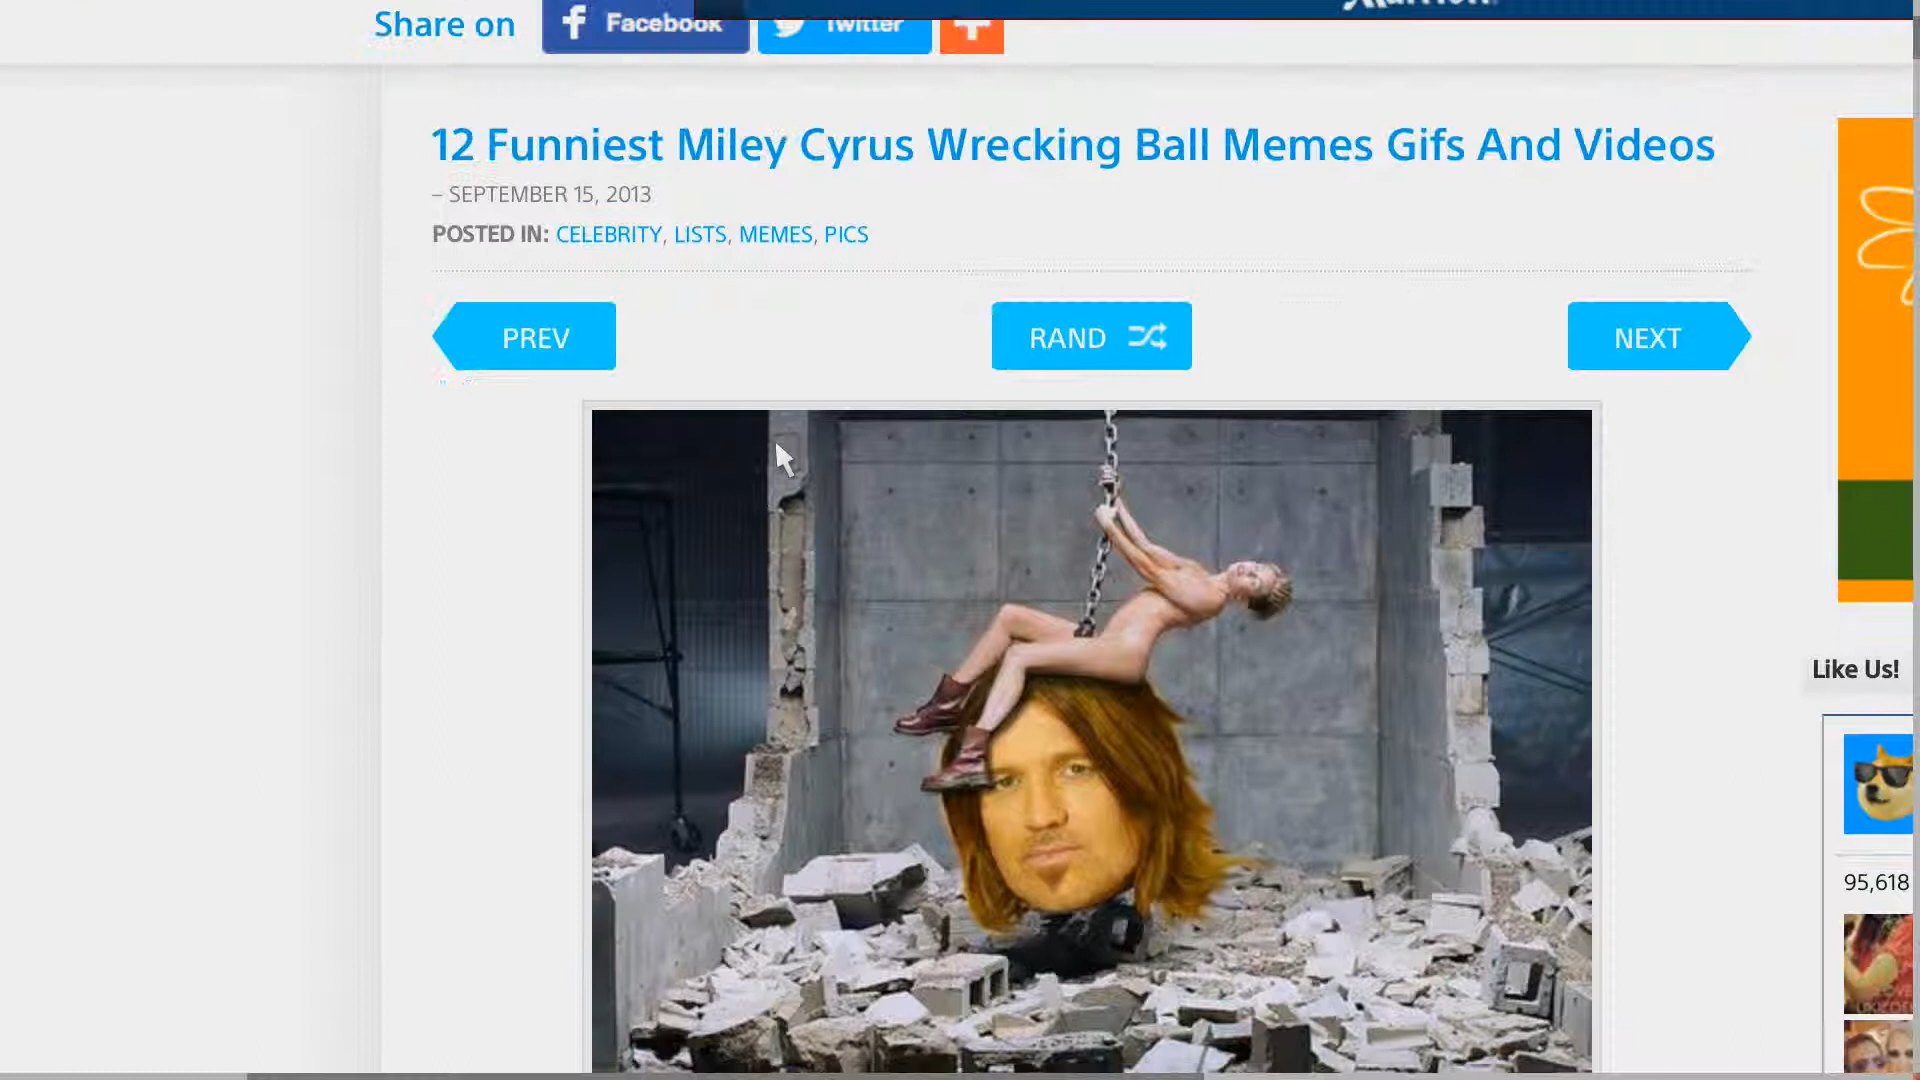 Share on
Facebook
Twitter
12 Funniest Miley Cyrus Wrecking Ball Memes Gifs And Videos
– SEPTEMBER 15, 2013
POSTED IN: CELEBRITY, LISTS, MEMES, PICS
PREV
RAND
NEXT
Like Us!
95,618